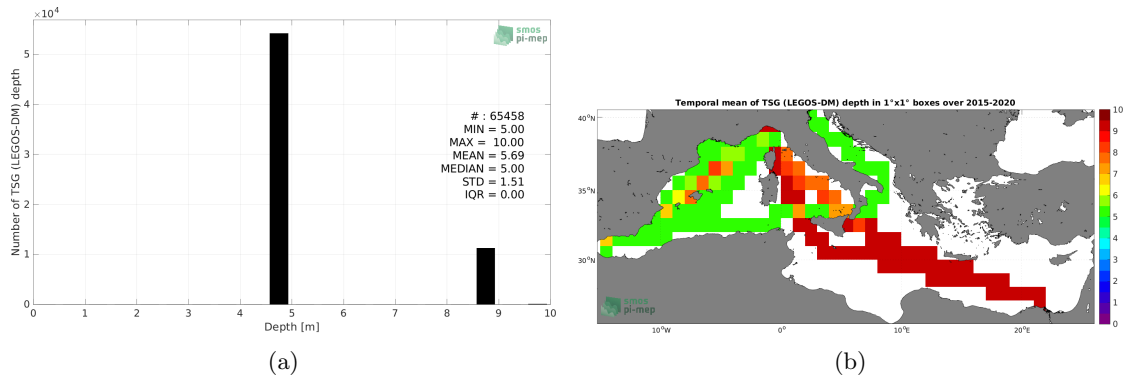 ×10⁴
smos
pi-mep
Number of TSG (LEGOS-DM) depth
5
4
3
2
1
0
# : 65458
MIN = 5.00
MAX = 10.00
MEAN = 5.69
MEDIAN = 5.00
STD = 1.51
IQR = 0.00
0 1 2 3 4 5 6 7 8 9 10
Depth [m]
(a)
Temporal mean of TSG (LEGOS-DM) depth in 1°x1° boxes over 2015-2020
40°N
35°N
30°N
10°W 0° 10°E 20°E
smos
pi-mep
10
9
8
7
6
5
4
3
2
1
0
(b)